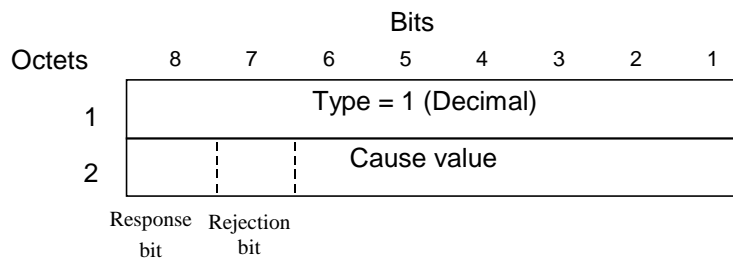 Bits
Octets 8 7 6 5 4 3 2 1
1 Type = 1 (Decimal)
2 Cause value
Response Rejection
bit bit